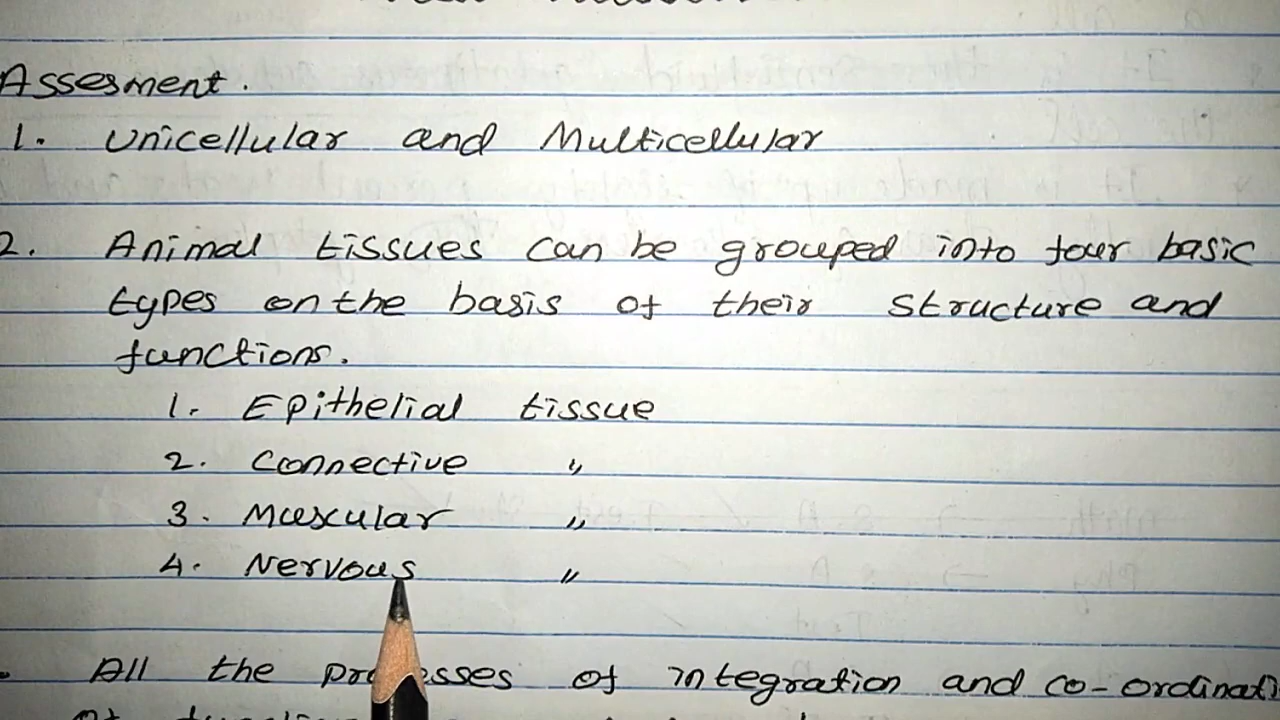 Assesment.
1. Unicellular and Multicellular
2. Animal tissues can be grouped into four basic
types on the basis of their structure and
functions.
1. Epithelial tissue
2. Connective "
3. Muscular "
4. Nervous "
All the processes of integration and co-ordinati